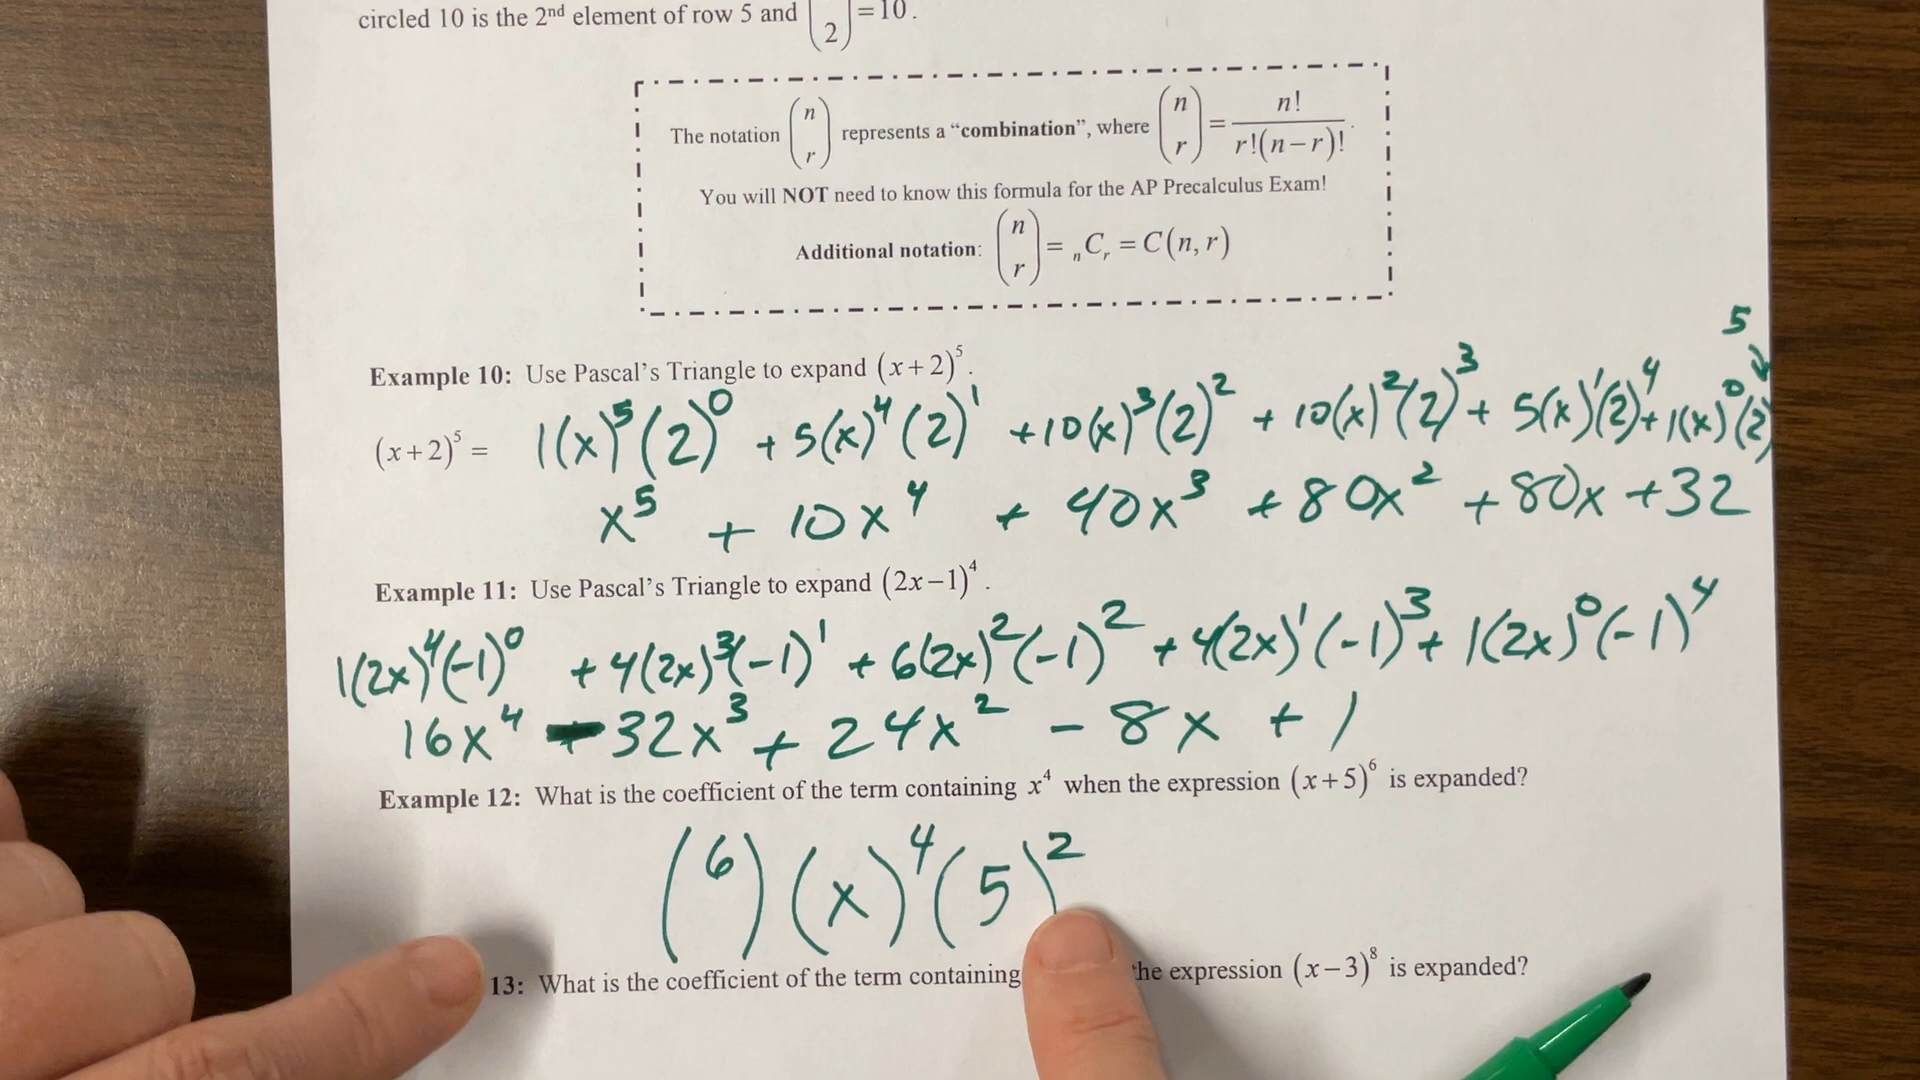 circled 10 is the 2nd element of row 5 and ( 2) = 10.
The notation (n r) represents a “combination”, where (n r) = n! / r!(n−r)!.
You will NOT need to know this formula for the AP Precalculus Exam!
Additional notation: (n r) = nCr = C(n, r)
5
Example 10: Use Pascal’s Triangle to expand (x+2)^5.
(x+2)^5 = 1(x)^5(2)^0 + 5(x)^4(2)^1 + 10(x)^3(2)^2 + 10(x)^2(2)^3 + 5(x)^1(2)^4 + 1(x)^0(2)
x^5 + 10x^4 + 40x^3 + 80x^2 + 80x + 32
Example 11: Use Pascal’s Triangle to expand (2x−1)^4.
1(2x)^4(-1)^0 + 4(2x)^3(-1)^1 + 6(2x)^2(-1)^2 + 4(2x)^1(-1)^3 + 1(2x)^0(-1)^4
16x^4 - 32x^3 + 24x^2 - 8x + 1
Example 12: What is the coefficient of the term containing x^4 when the expression (x+5)^6 is expanded?
(6 ) (x)^4 (5)^2
13: What is the coefficient of the term containing the expression (x−3)^8 is expanded?